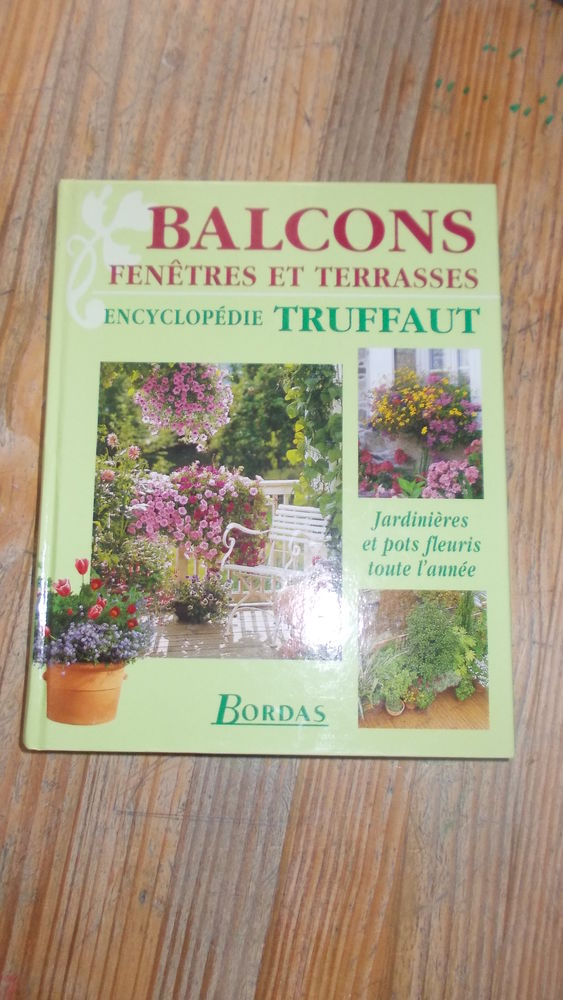 BALCONS
FENÊTRES ET TERRASSES
ENCYCLOPÉDIE TRUFFAUT
Jardinières
et pots fleuris
toute l'année
BORDAS